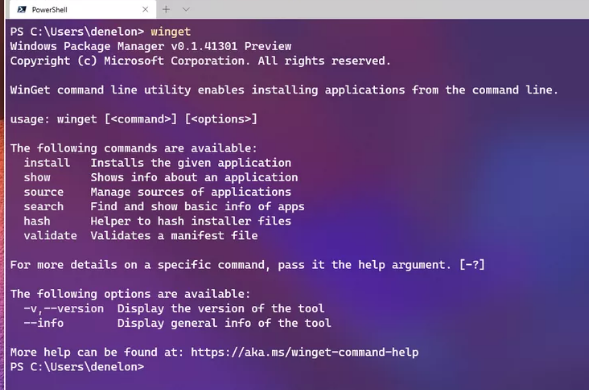 PowerShell
PS C:\Users\denelon> winget
Windows Package Manager v0.1.41301 Preview
Copyright (c) Microsoft Corporation. All rights reserved.
WinGet command line utility enables installing applications from the command line.
usage: winget [<command>] [<options>]
The following commands are available:
install Installs the given application
show Shows info about an application
source Manage sources of applications
search Find and show basic info of apps
hash Helper to hash installer files
validate Validates a manifest file
For more details on a specific command, pass it the help argument. [-?]
The following options are available:
-v,--version Display the version of the tool
--info Display general info of the tool
More help can be found at: https://aka.ms/winget-command-help
PS C:\Users\denelon>